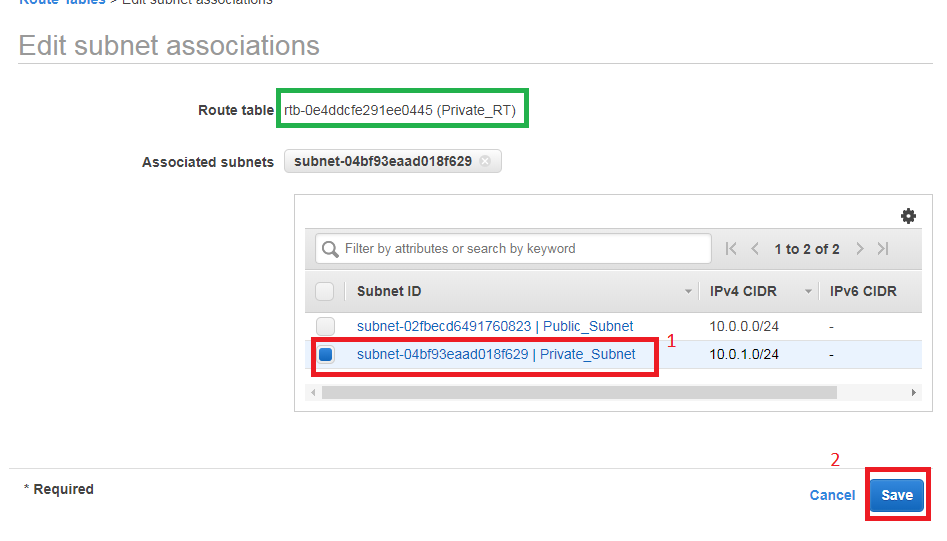 Route Tables > Edit subnet associations
Edit subnet associations
Route table rtb-0e4ddcfe291ee0445 (Private_RT)
Associated subnets subnet-04bf93eaad018f629
Filter by attributes or search by keyword 1 to 2 of 2
Subnet ID IPv4 CIDR IPv6 CIDR
subnet-02fbecd6491760823 | Public_Subnet 10.0.0.0/24 -
subnet-04bf93eaad018f629 | Private_Subnet 10.0.1.0/24 -
1
2
* Required Cancel Save